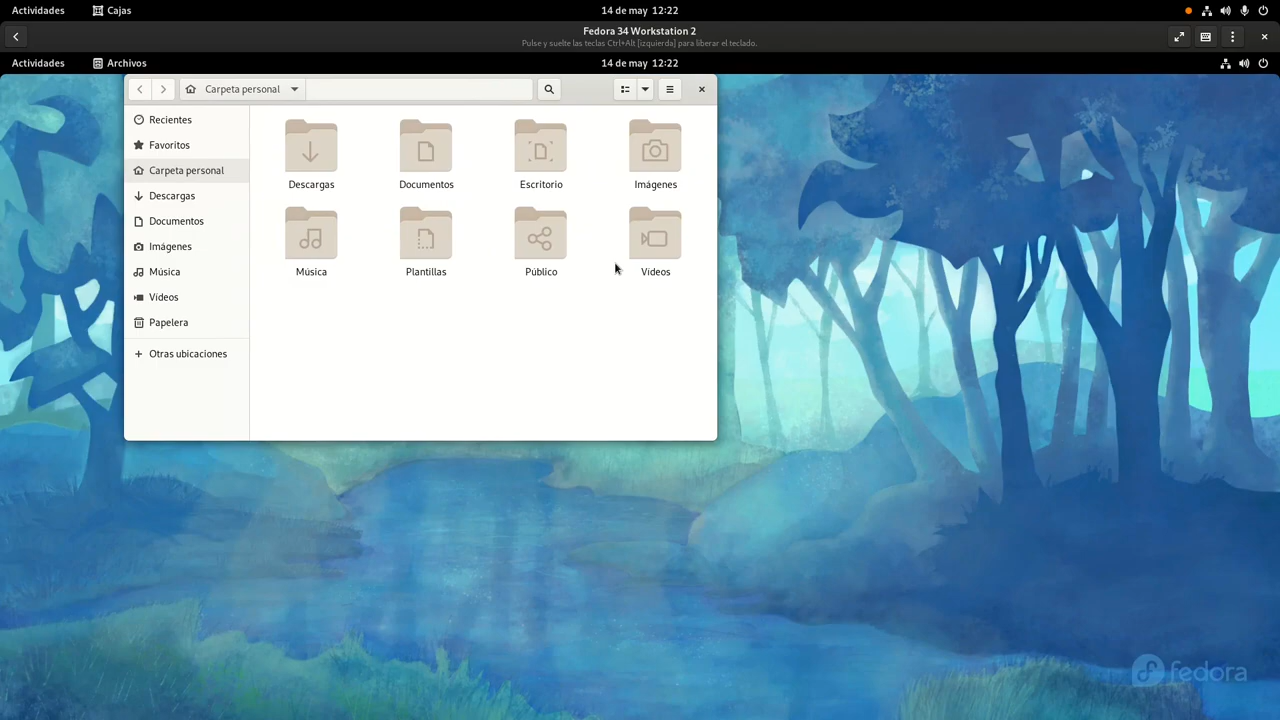 Actividades
Cajas
14 de may 12:22
Fedora 34 Workstation 2
Pulse y suelte las teclas Ctrl+Alt [izquierda] para liberar el teclado.
Actividades
Archivos
14 de may 12:22
Carpeta personal
Recientes
Favoritos
Carpeta personal
Descargas
Documentos
Imágenes
Música
Vídeos
Papelera
Otras ubicaciones
Descargas
Documentos
Escritorio
Imágenes
Música
Plantillas
Público
Vídeos
fedora